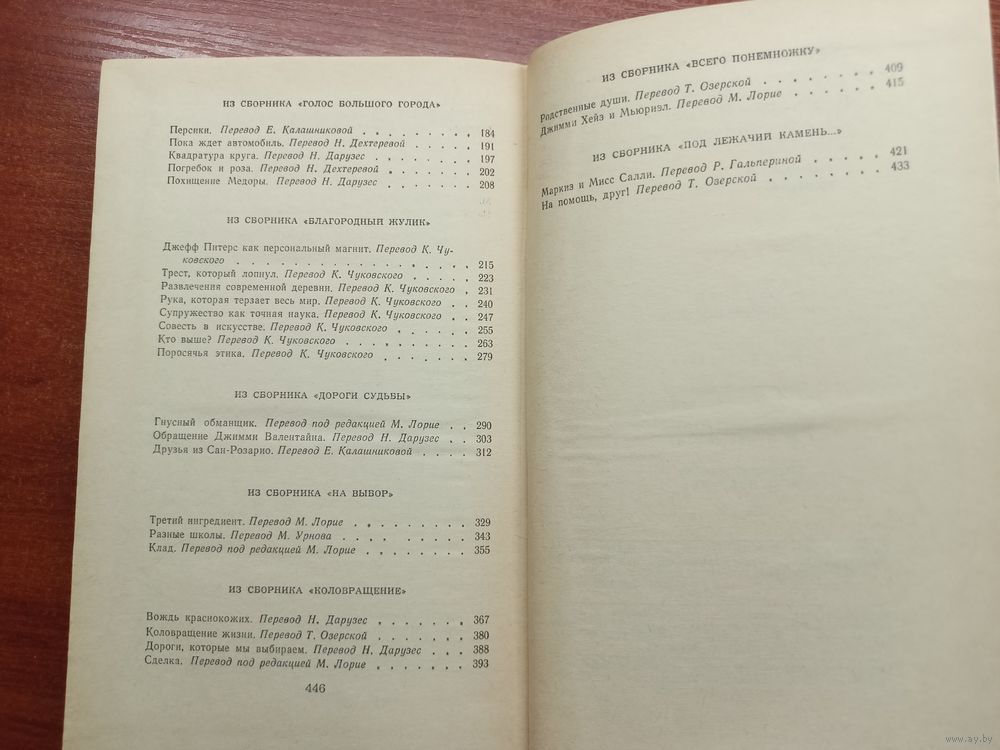 ИЗ СБОРНИКА «ГОЛОС БОЛЬШОГО ГОРОДА»
Персики. Перевод Е. Калашниковой . . . . . . . 184
Пока ждет автомобиль. Перевод Н. Дехтеревой . . . . 191
Квадратура круга. Перевод Н. Дарузес . . . . . . 197
Погребок и роза. Перевод Н. Дехтеревой . . . . . 202
Похищение Медоры. Перевод Н. Дарузес . . . . . . 208
ИЗ СБОРНИКА «БЛАГОРОДНЫЙ ЖУЛИК»
Джефф Питерс как персональный магнит. Перевод К. Чу-
ковского . . . . . . . . . . . . . . 215
Трест, который лопнул. Перевод К. Чуковского . . . . 223
Развлечения современной деревни. Перевод К. Чуковского . 231
Рука, которая терзает весь мир. Перевод К. Чуковского . . 240
Супружество как точная наука. Перевод К. Чуковского . . 247
Совесть в искусстве. Перевод К. Чуковского . . . . . 255
Кто выше? Перевод К. Чуковского . . . . . . . 263
Поросячья этика. Перевод К. Чуковского . . . . . . 279
ИЗ СБОРНИКА «ДОРОГИ СУДЬБЫ»
Гнусный обманщик. Перевод под редакцией М. Лорие . . 290
Обращение Джимми Валентайна. Перевод Н. Дарузес . . . 303
Друзья из Сан-Розарио. Перевод Е. Калашниковой . . . . 312
ИЗ СБОРНИКА «НА ВЫБОР»
Третий ингредиент. Перевод М. Лорие . . . . . . . . 329
Разные школы. Перевод М. Урнова . . . . . . . 343
Клад. Перевод под редакцией М. Лорие . . . . . . . 355
ИЗ СБОРНИКА «КОЛОВРАЩЕНИЕ»
Вождь краснокожих. Перевод Н. Дарузес . . . . . . 367
Коловращение жизни. Перевод Т. Озерской . . . . . . 380
Дороги, которые мы выбираем. Перевод Н. Дарузес . . . 388
Сделка. Перевод под редакцией М. Лорие . . . . . . 393
446
ИЗ СБОРНИКА «ВСЕГО ПОНЕМНОЖКУ»
Родственные души. Перевод Т. Озерской . . . . . . . 409
Джимми Хейз и Мьюриэл. Перевод М. Лорие . . . . . 415
ИЗ СБОРНИКА «ПОД ЛЕЖАЧИЙ КАМЕНЬ...»
Маркиз и Мисс Салли. Перевод Р. Гальпериной . . . . 421
На помощь, друг! Перевод Т. Озерской . . . . . . 433
www.ay.by